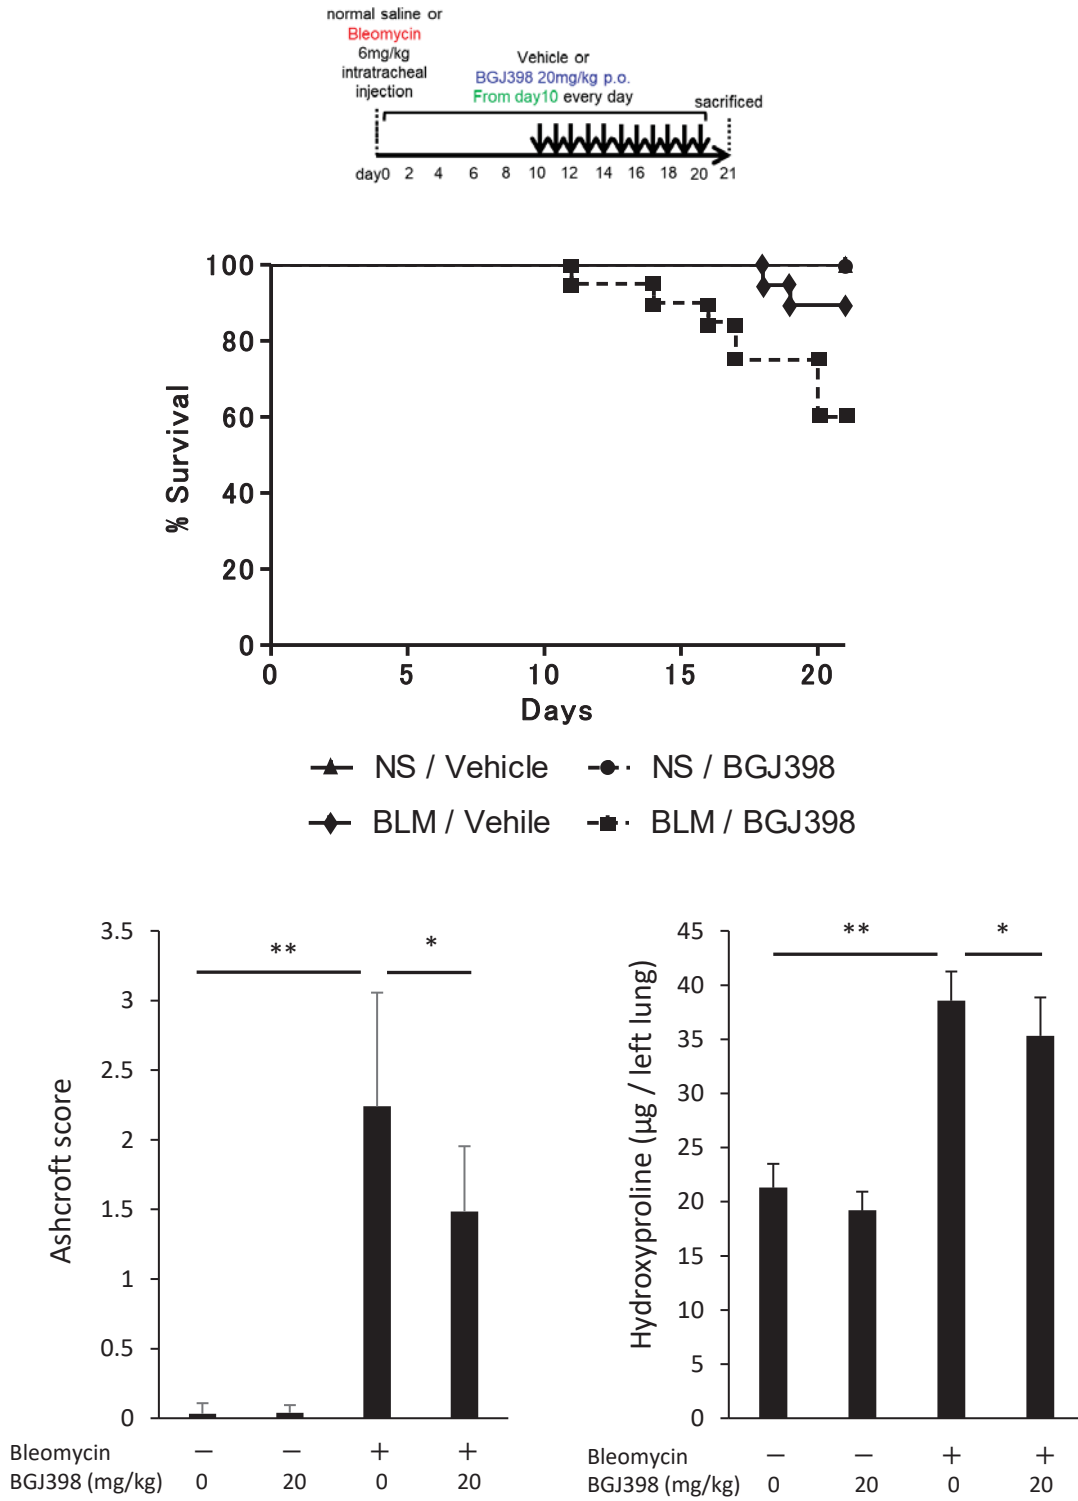 normal saline or
Bleomycin
6mg/kg
intratracheal
injection
Vehicle or
BGJ398 20mg/kg p.o.
From day10 every day
sacrificed
day0 2 4 6 8 10 12 14 16 18 20 21
100
80
60
40
20
0
% Survival
0 5 10 15 20
Days
NS / Vehicle NS / BGJ398
BLM / Vehile BLM / BGJ398
3.5
3
2.5
2
1.5
1
0.5
0
Ashcroft score
** *
Bleomycin − − + +
BGJ398 (mg/kg) 0 20 0 20
45
40
35
30
25
20
15
10
5
0
Hydroxyproline (μg / left lung)
** *
Bleomycin − − + +
BGJ398 (mg/kg) 0 20 0 20